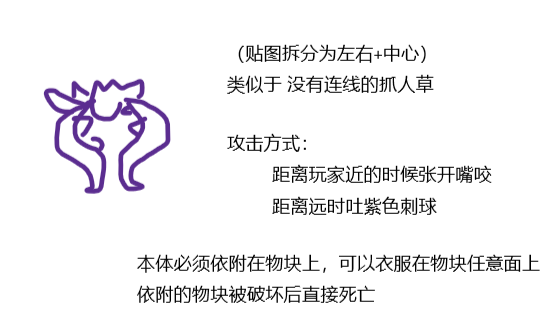 （贴图拆分为左右+中心）
类似于 没有连线的抓人草
攻击方式：
距离玩家近的时候张开嘴咬
距离远时吐紫色刺球
本体必须依附在物块上，可以衣服在物块任意面上
依附的物块被破坏后直接死亡